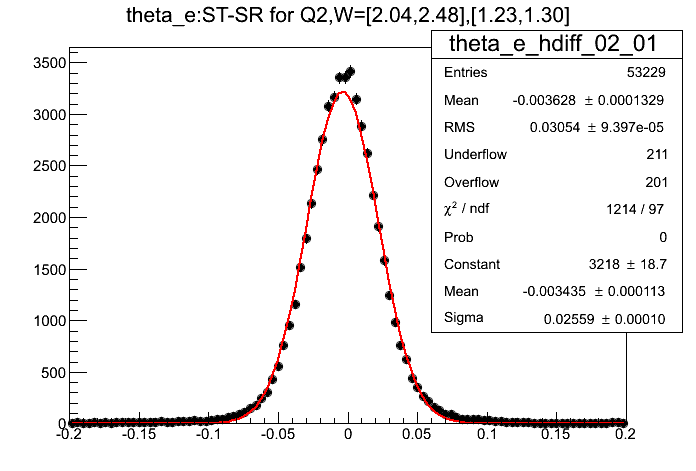 theta_e:ST-SR for Q2,W=[2.04,2.48],[1.23,1.30]
theta_e_hdiff_02_01
Entries 53229
Mean -0.003628 ± 0.0001329
RMS 0.03054 ± 9.397e-05
Underflow 211
Overflow 201
χ² / ndf 1214 / 97
Prob 0
Constant 3218 ± 18.7
Mean -0.003435 ± 0.000113
Sigma 0.02559 ± 0.00010
3500
3000
2500
2000
1500
1000
500
0
-0.2 -0.15 -0.1 -0.05 0 0.05 0.1 0.15 0.2